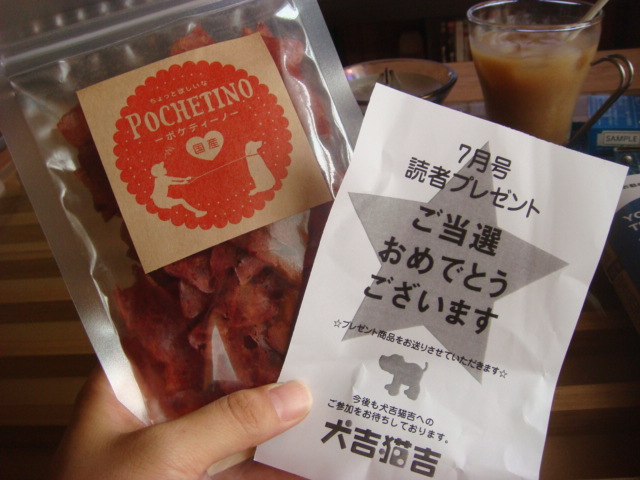 ちょっと欲しいな
POCHETINO
ーポケティーノー
国産
7月号
読者プレゼント
ご当選
おめでとう
ございます
☆プレゼント商品をお送りさせていただきます☆
今後も犬吉猫吉への
ご参加をお待ちしております。
犬吉猫吉
SAMPLE